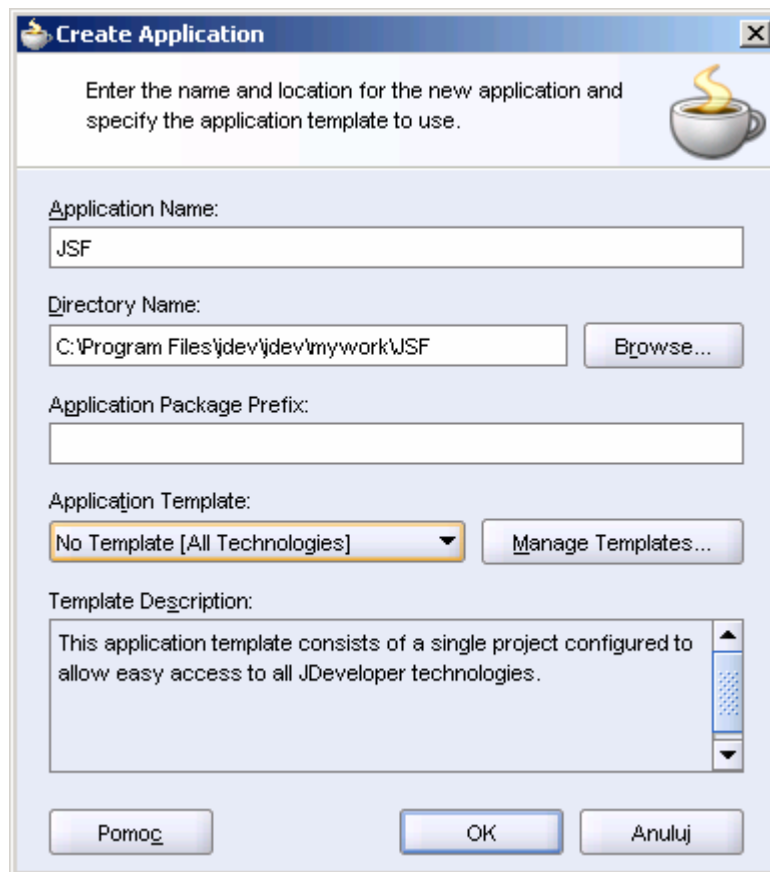 Create Application
Enter the name and location for the new application and
specify the application template to use.
Application Name:
JSF
Directory Name:
C:\Program Files\jdev\jdev\mywork\JSF
Browse...
Application Package Prefix:
Application Template:
No Template [All Technologies]
Manage Templates...
Template Description:
This application template consists of a single project configured to
allow easy access to all JDeveloper technologies.
Pomoc
OK
Anuluj